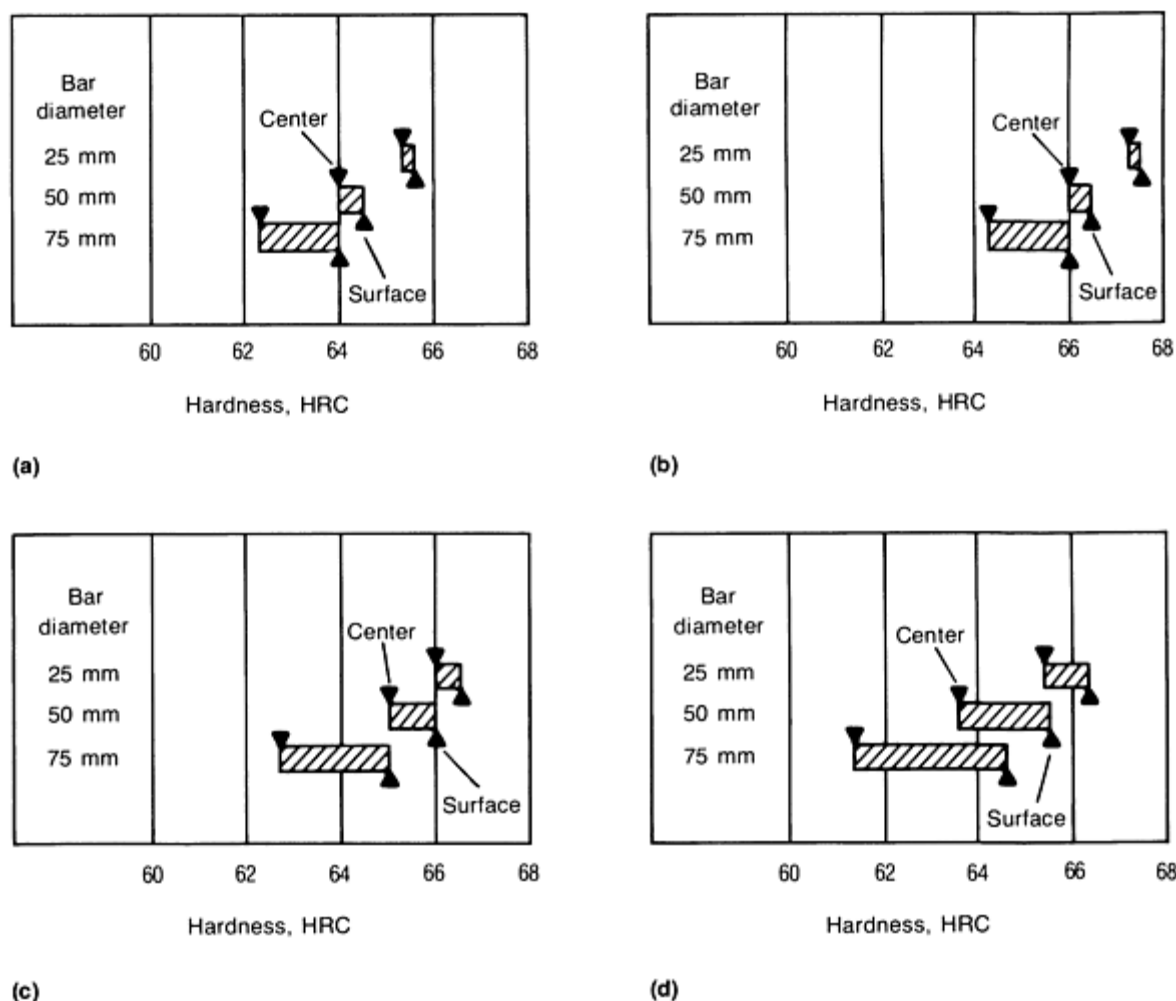 Bar
diameter
Center
25 mm
50 mm
75 mm
Surface
60 62 64 66 68
Hardness, HRC
(a)
Bar
diameter
Center
25 mm
50 mm
75 mm
Surface
60 62 64 66 68
Hardness, HRC
(b)
Bar
diameter
Center
25 mm
50 mm
75 mm
Surface
60 62 64 66 68
Hardness, HRC
(c)
Bar
diameter
Center
25 mm
50 mm
75 mm
Surface
60 62 64 66 68
Hardness, HRC
(d)